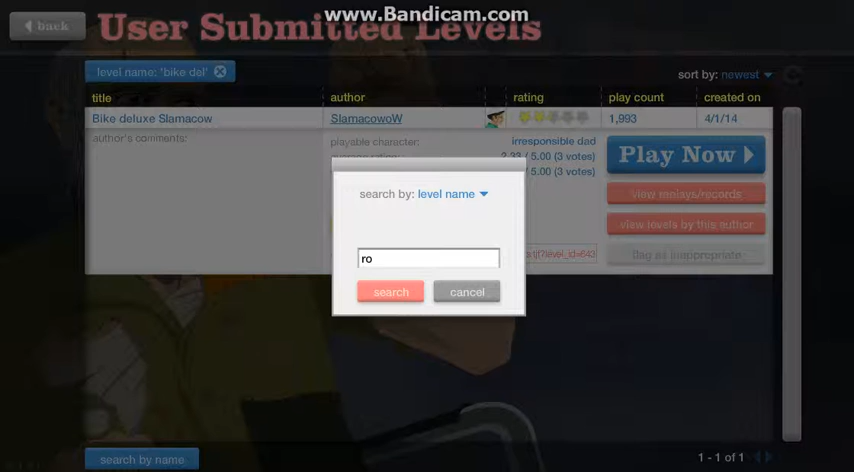 www.Bandicam.com
back
User Submitted Levels
level name: 'bike del'
sort by: newest
title author rating play count created on
Bike deluxe Slamacow SlamacowoW 1,993 4/1/14
author's comments:
playable character: irresponsible dad
average rating: 2.33 / 5.00 (3 votes)
/ 5.00 (3 votes)
Play Now
view replays/records
view levels by this author
flag as inappropriate
search by: level name
ro
search cancel
search by name
1 - 1 of 1